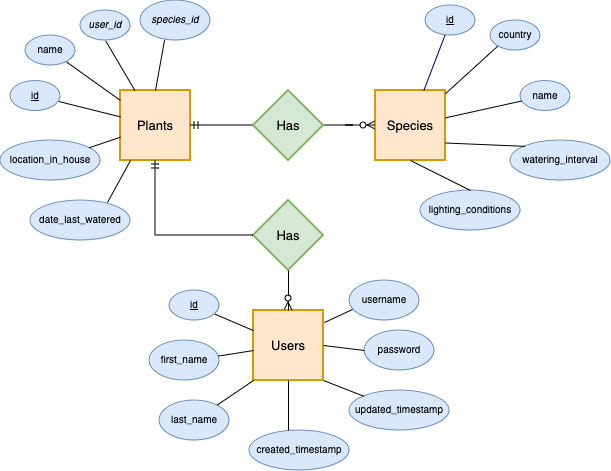 user_id
species_id
id
country
name
id
name
Plants
Has
Species
location_in_house
watering_interval
date_last_watered
lighting_conditions
Has
id
username
first_name
Users
password
last_name
updated_timestamp
created_timestamp